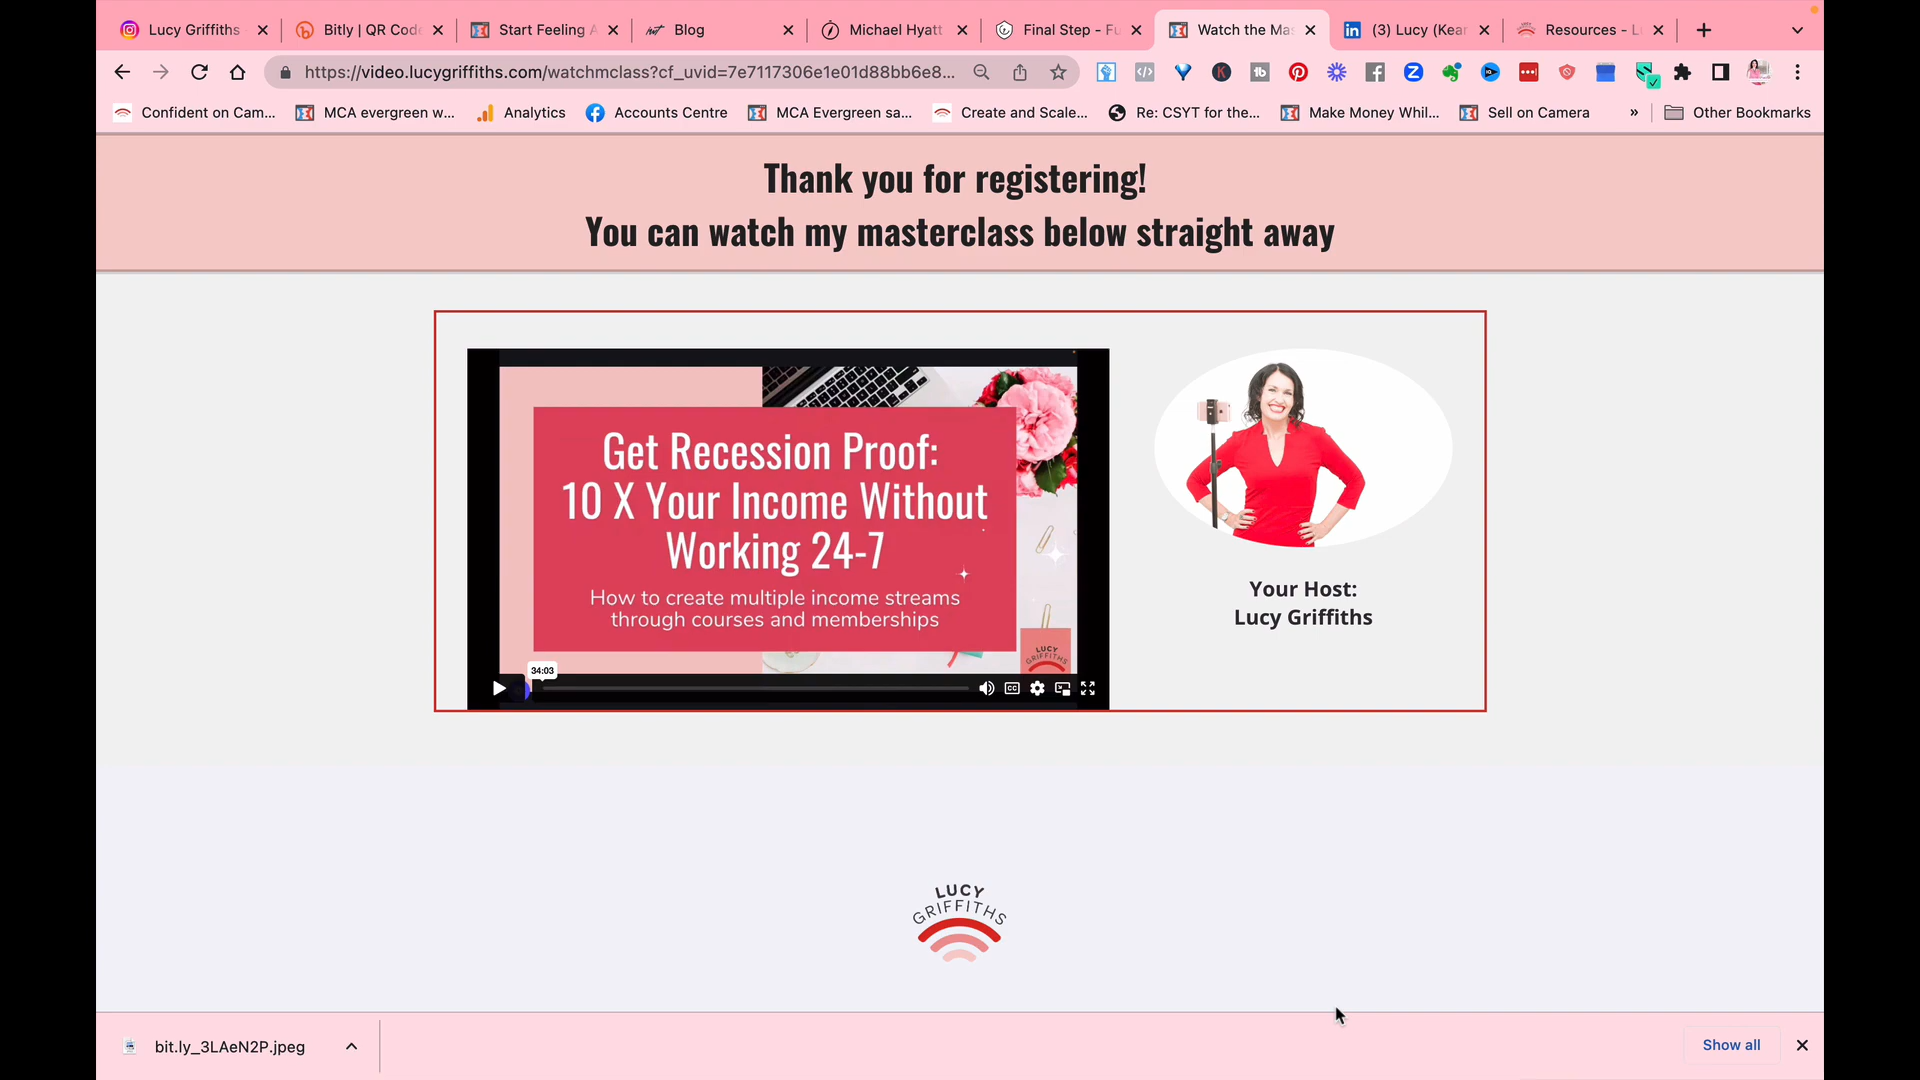 Lucy Griffiths
Bitly | QR Code
Start Feeling A
Blog
Michael Hyatt
Final Step - Fu
Watch the Mas
(3) Lucy (Kear
Resources - L
https://video.lucygriffiths.com/watchmclass?cf_uvid=7e7117306e1e01d88bb6e8...
Confident on Cam...
MCA evergreen w...
Analytics
Accounts Centre
MCA Evergreen sa...
Create and Scale...
Re: CSYT for the...
Make Money Whil...
Sell on Camera
»
Other Bookmarks
Thank you for registering!
You can watch my masterclass below straight away
Get Recession Proof:
10 X Your Income Without
Working 24-7
How to create multiple income streams
through courses and memberships
LUCY
GRIFFITHS
34:03
CC
Your Host:
Lucy Griffiths
LUCY
GRIFFITHS
bit.ly_3LAeN2P.jpeg
Show all